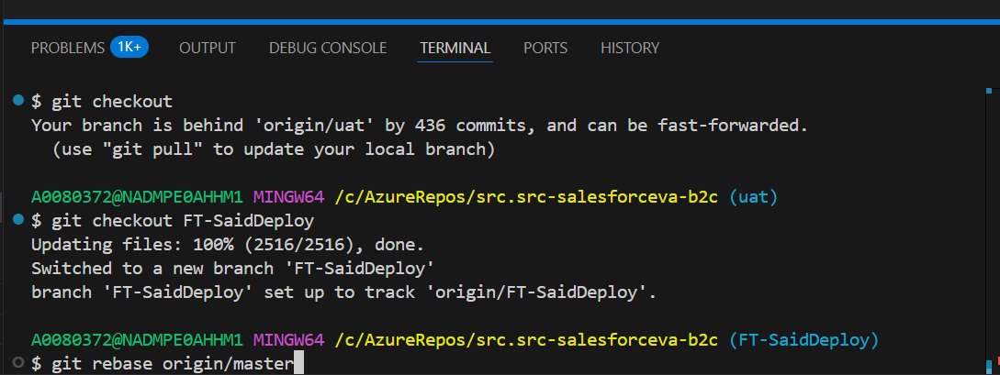 PROBLEMS 1K+ OUTPUT DEBUG CONSOLE TERMINAL PORTS HISTORY
$ git checkout
Your branch is behind 'origin/uat' by 436 commits, and can be fast-forwarded.
  (use "git pull" to update your local branch)
A0080372@NADMPE0AHHM1 MINGW64 /c/AzureRepos/src.src-salesforceva-b2c (uat)
$ git checkout FT-SaidDeploy
Updating files: 100% (2516/2516), done.
Switched to a new branch 'FT-SaidDeploy'
branch 'FT-SaidDeploy' set up to track 'origin/FT-SaidDeploy'.
A0080372@NADMPE0AHHM1 MINGW64 /c/AzureRepos/src.src-salesforceva-b2c (FT-SaidDeploy)
$ git rebase origin/master